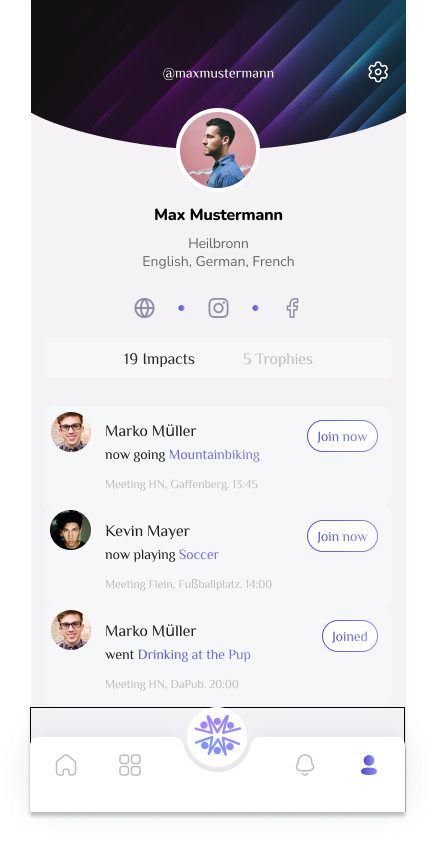 @maxmustermann
Max Mustermann
Heilbronn
English, German, French
19 Impacts 5 Trophies
Marko Müller
now going Mountainbiking
Join now
Meeting HN, Gaffenberg. 13:45
Kevin Mayer
now playing Soccer
Join now
Meeting Flein, Fußballplatz. 14:00
Marko Müller
went Drinking at the Pup
Joined
Meeting HN, DaPub. 20:00